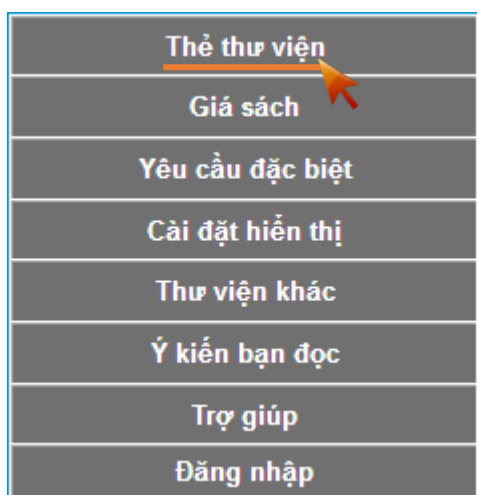 Thẻ thư viện
Giá sách
Yêu cầu đặc biệt
Cài đặt hiển thị
Thư viện khác
Ý kiến bạn đọc
Trợ giúp
Đăng nhập